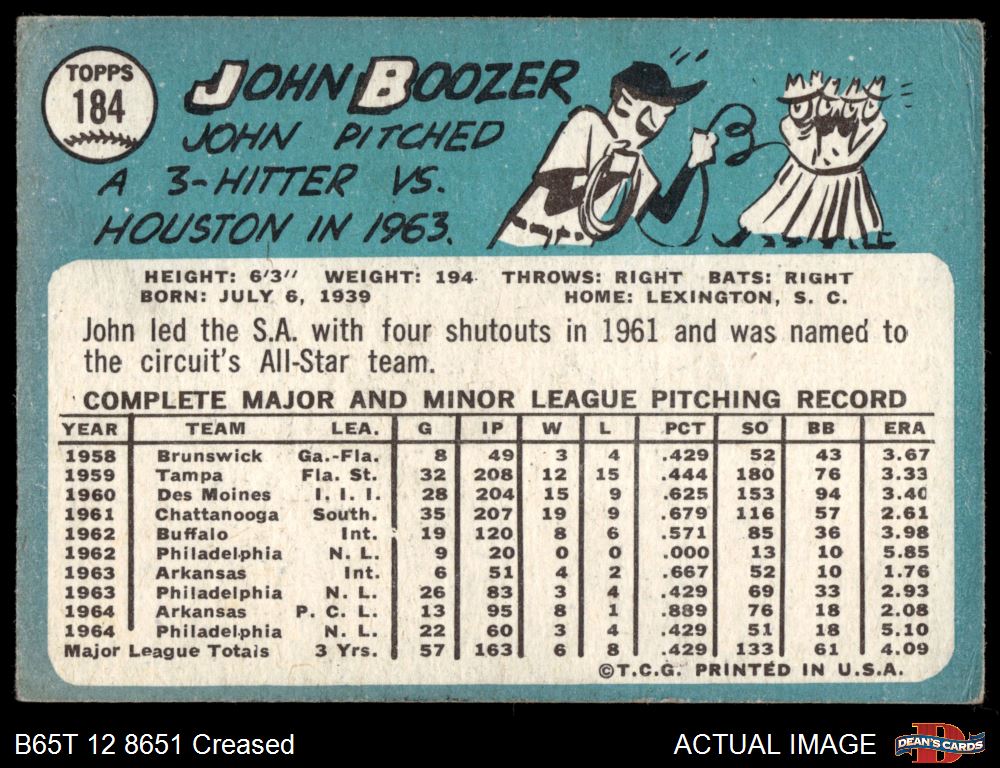 TOPPS
184
JOHN BOOZER
JOHN PITCHED
A 3-HITTER VS.
HOUSTON IN 1963.
HEIGHT: 6'3" WEIGHT: 194 THROWS: RIGHT BATS: RIGHT
BORN: JULY 6, 1939 HOME: LEXINGTON, S. C.
John led the S.A. with four shutouts in 1961 and was named to
the circuit's All-Star team.
COMPLETE MAJOR AND MINOR LEAGUE PITCHING RECORD
YEAR TEAM LEA. G IP W L PCT SO BB ERA
1958 Brunswick Ga.-Fla. 8 49 3 4 .429 52 43 3.67
1959 Tampa Fla. St. 32 208 12 15 .444 180 76 3.33
1960 Des Moines I. I. I. 28 204 15 9 .625 153 94 3.40
1961 Chattanooga South. 35 207 19 9 .679 116 57 2.61
1962 Buffalo Int. 19 120 8 6 .571 85 36 3.98
1962 Philadelphia N. L. 9 20 0 0 .000 13 10 5.85
1963 Arkansas Int. 6 51 4 2 .667 52 10 1.76
1963 Philadelphia N. L. 26 83 3 4 .429 69 33 2.93
1964 Arkansas P. C. L. 13 95 8 1 .889 76 18 2.08
1964 Philadelphia N. L. 22 60 3 4 .429 51 18 5.10
Major League Totals 3 Yrs. 57 163 6 8 .429 133 61 4.09
©T.C.G. PRINTED IN U.S.A.
B65T 12 8651 Creased
ACTUAL IMAGE
D
DEAN'S CARDS